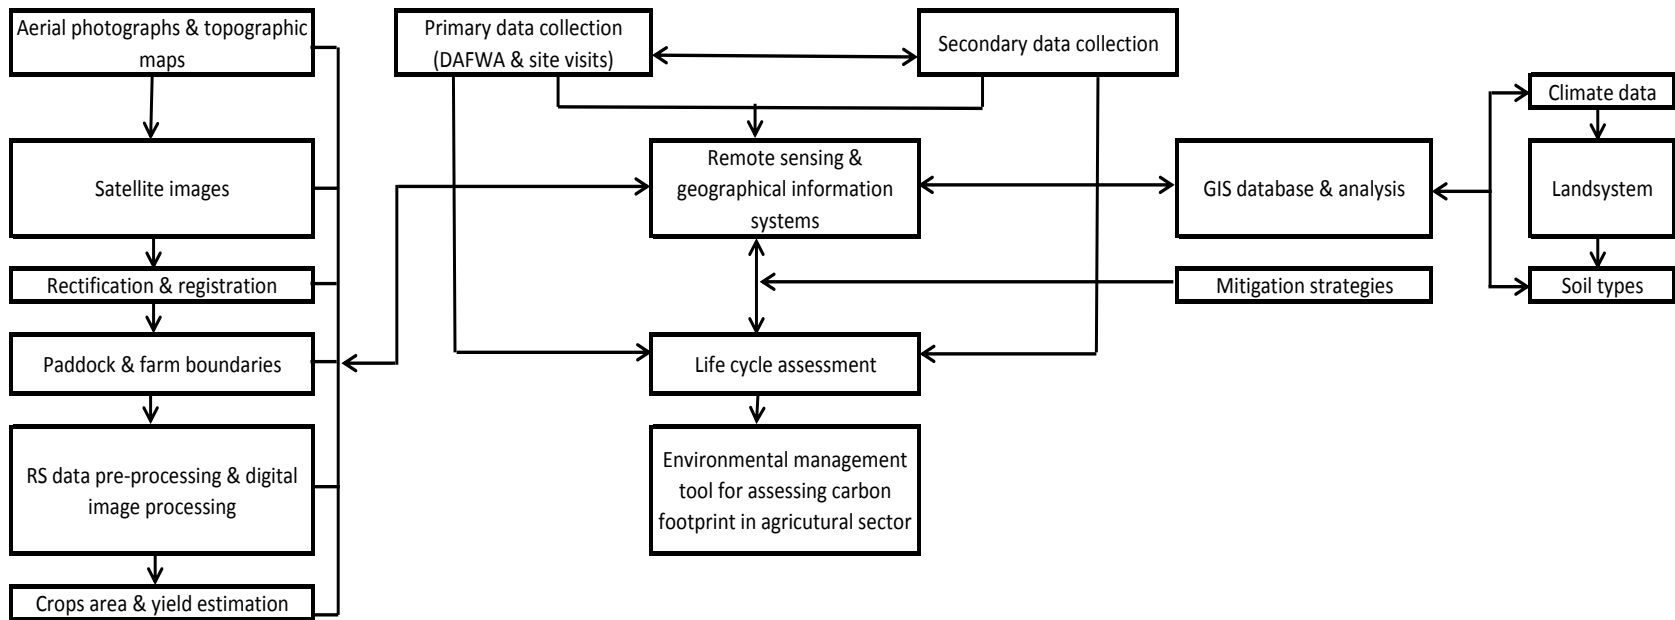 Aerial photographs & topographic
maps
Primary data collection
(DAFWA & site visits)
Secondary data collection
Climate data
Satellite images
Remote sensing &
geographical information
systems
GIS database & analysis
Landsystem
Rectification & registration
Mitigation strategies
Soil types
Paddock & farm boundaries
Life cycle assessment
RS data pre-processing & digital
image processing
Environmental management
tool for assessing carbon
footprint in agricutural sector
Crops area & yield estimation